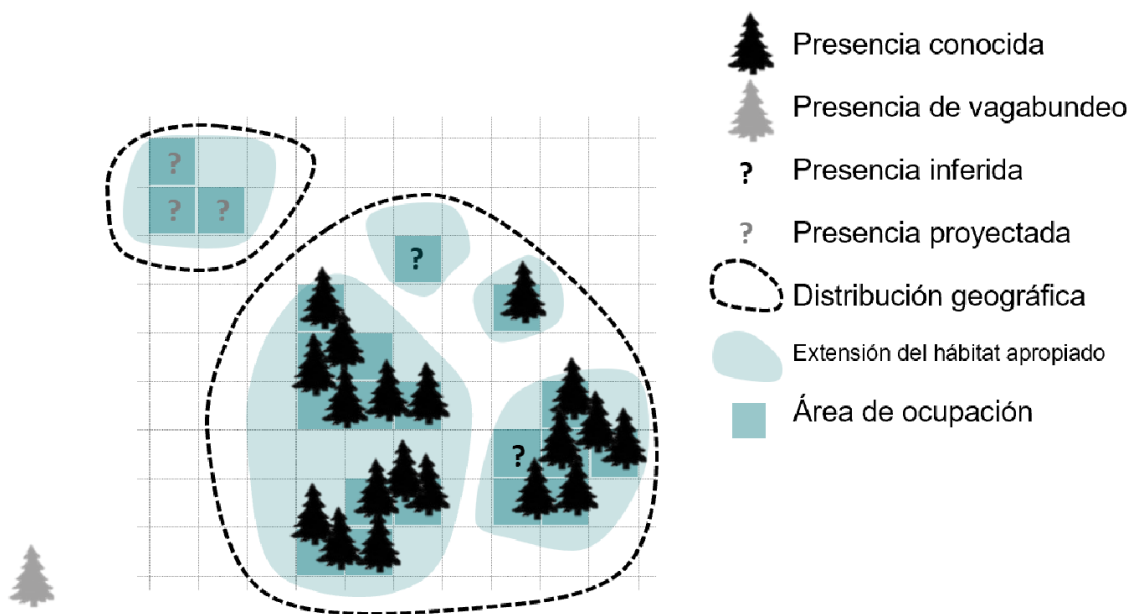 Presencia conocida
Presencia de vagabundeo
? Presencia inferida
? Presencia proyectada
Distribución geográfica
Extensión del hábitat apropiado
Área de ocupación
?
? ?
?
?